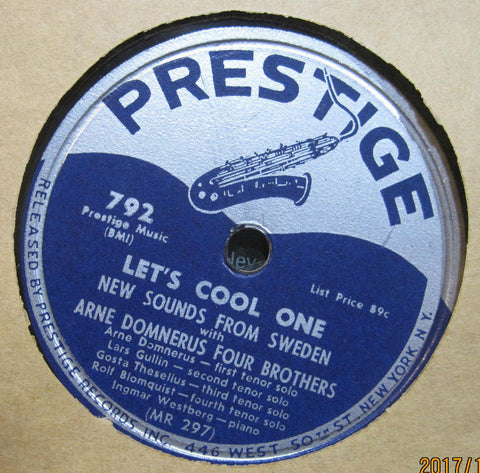 PRESTIGE
792
Prestige Music
(BMI)
LET'S COOL ONE
List Price 89c
NEW SOUNDS FROM SWEDEN
with
ARNE DOMNERUS FOUR BROTHERS
Arne Domnerus - first tenor solo
Lars Gullin - second tenor solo
Gosta Theselius - third tenor solo
Rolf Blomquist - fourth tenor solo
Ingmar Westberg - piano
(MR 297)
RELEASED BY PRESTIGE RECORDS, INC., 446 WEST 50TH ST. NEW YORK, N. Y.